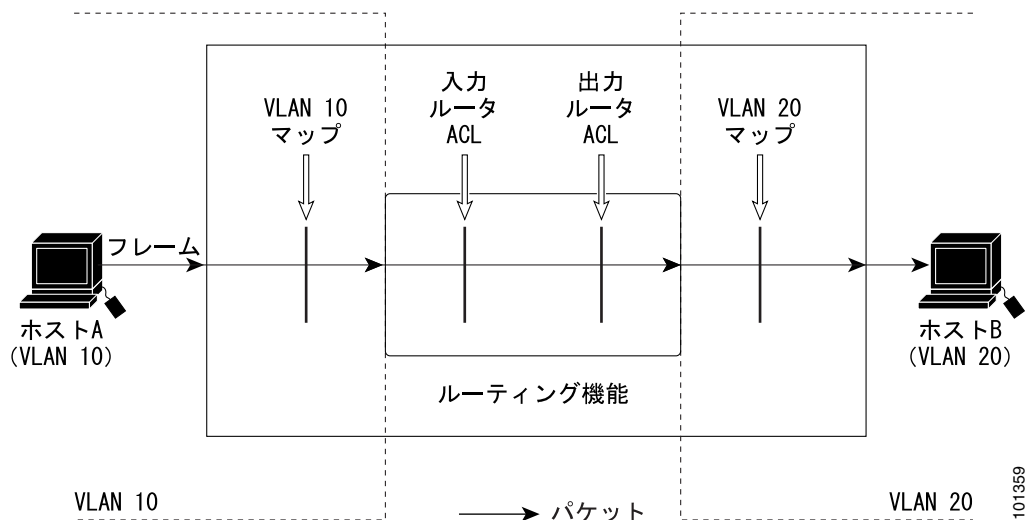 VLAN 10
マップ
入力
ルータ
ACL
出力
ルータ
ACL
VLAN 20
マップ
フレーム
ホストA
(VLAN 10)
ホストB
(VLAN 20)
ルーティング機能
VLAN 10
パケット
VLAN 20
101359